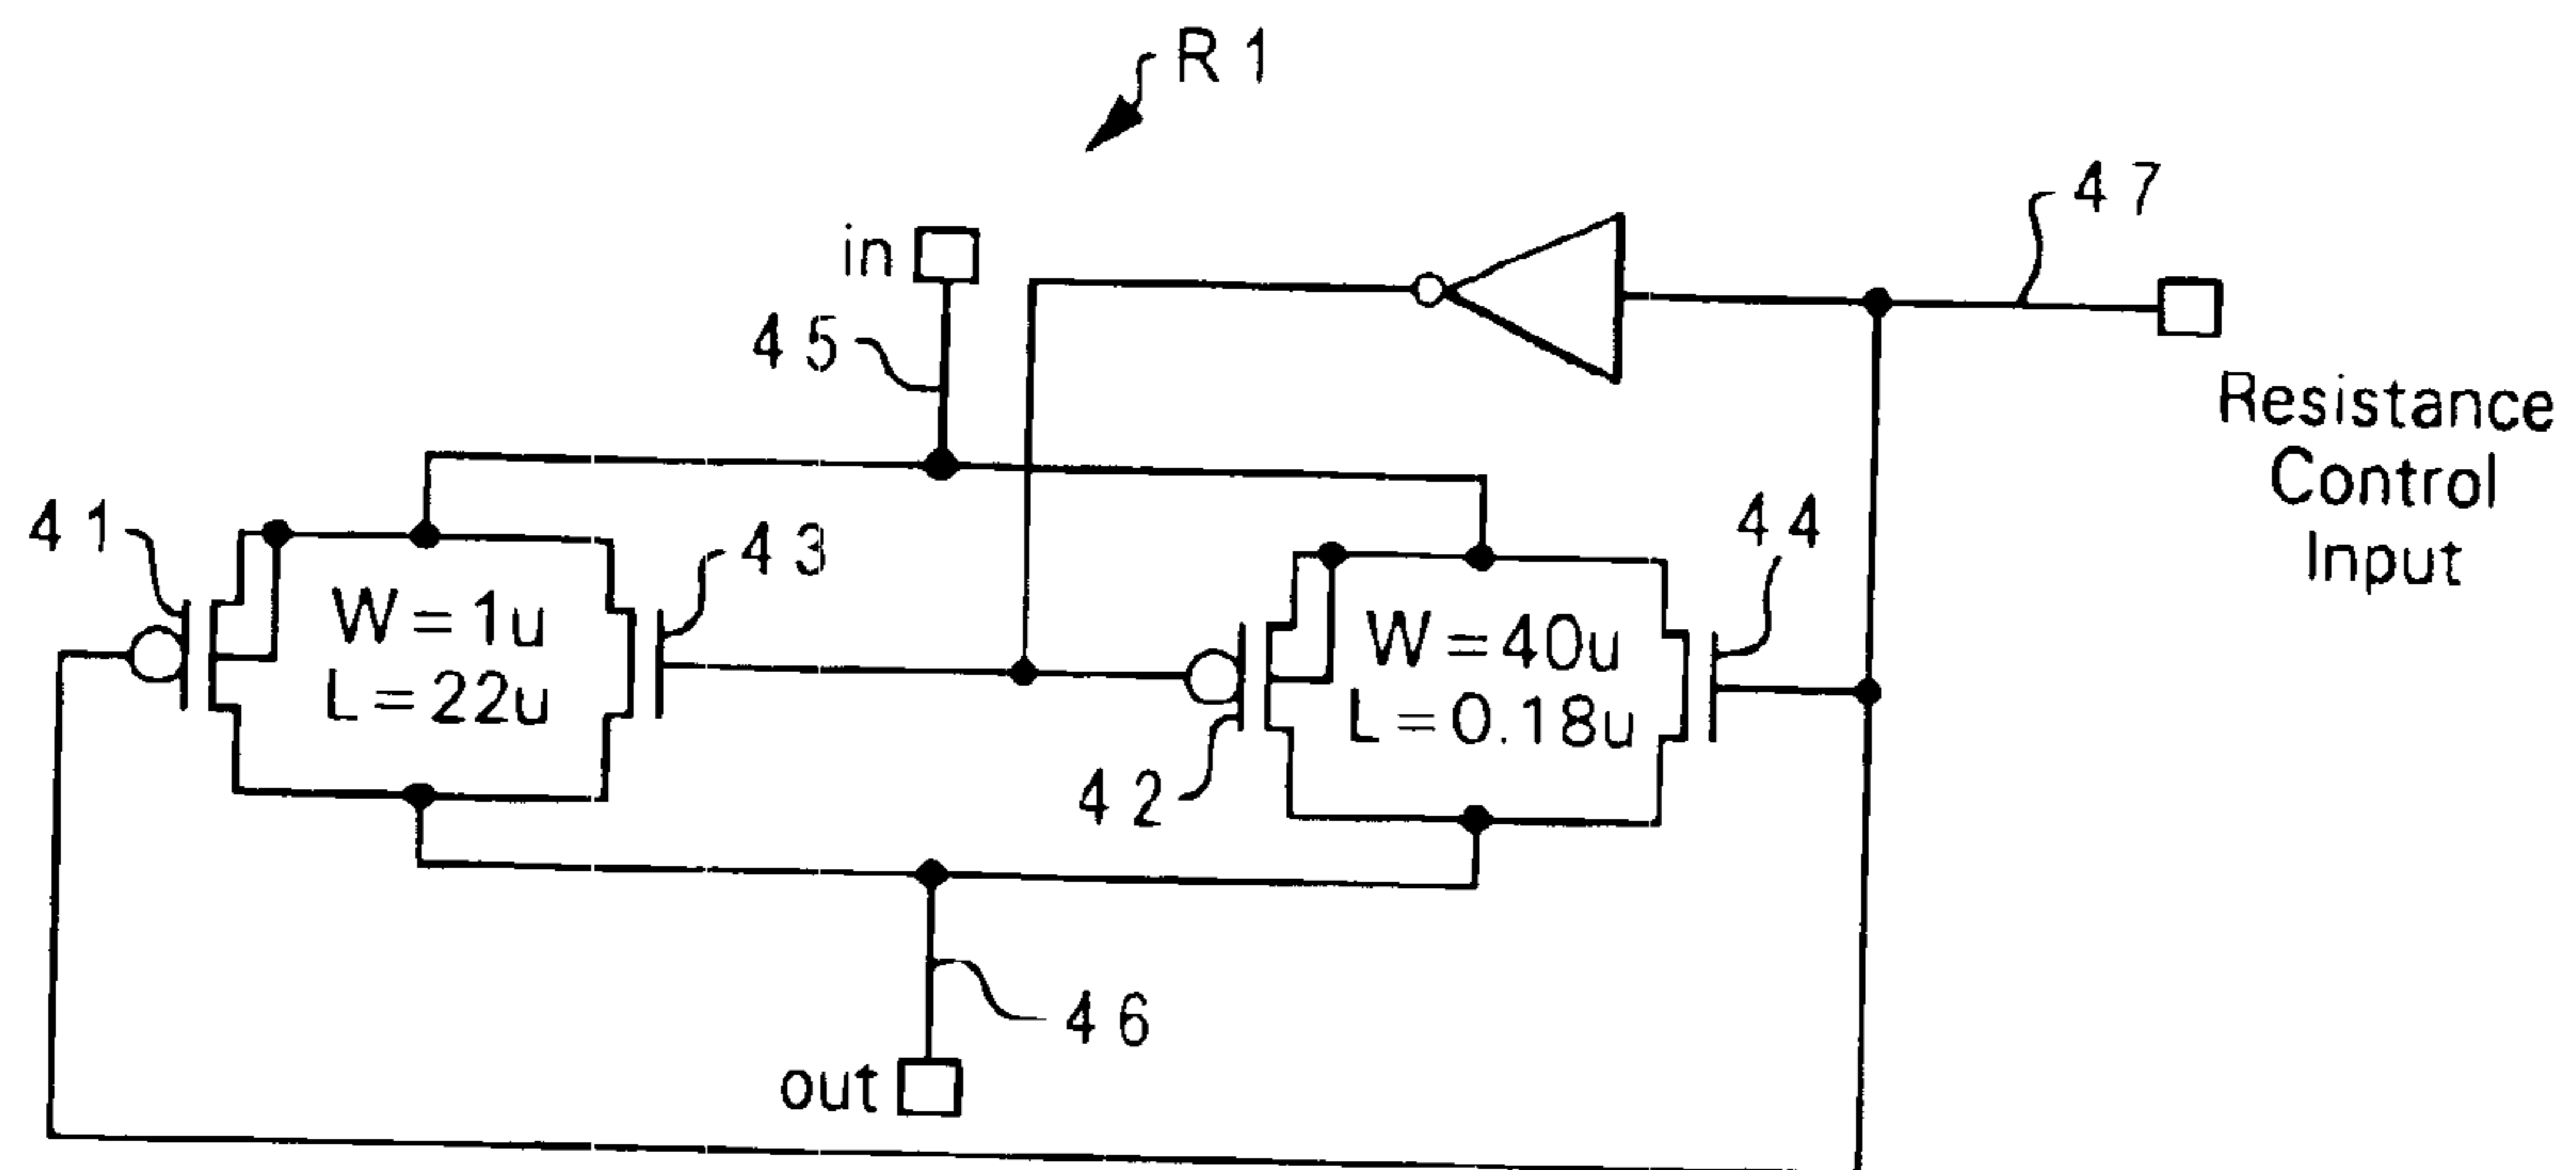 R1
47
in
45
Resistance
Control
Input
41
43
44
W=1u
L=22u
W=40u
L=0.18u
42
46
out